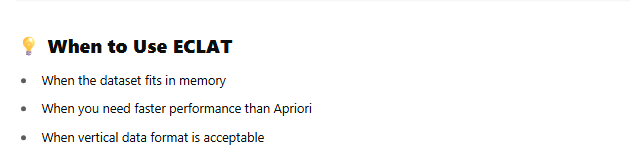 💡 When to Use ECLAT
• When the dataset fits in memory
• When you need faster performance than Apriori
• When vertical data format is acceptable